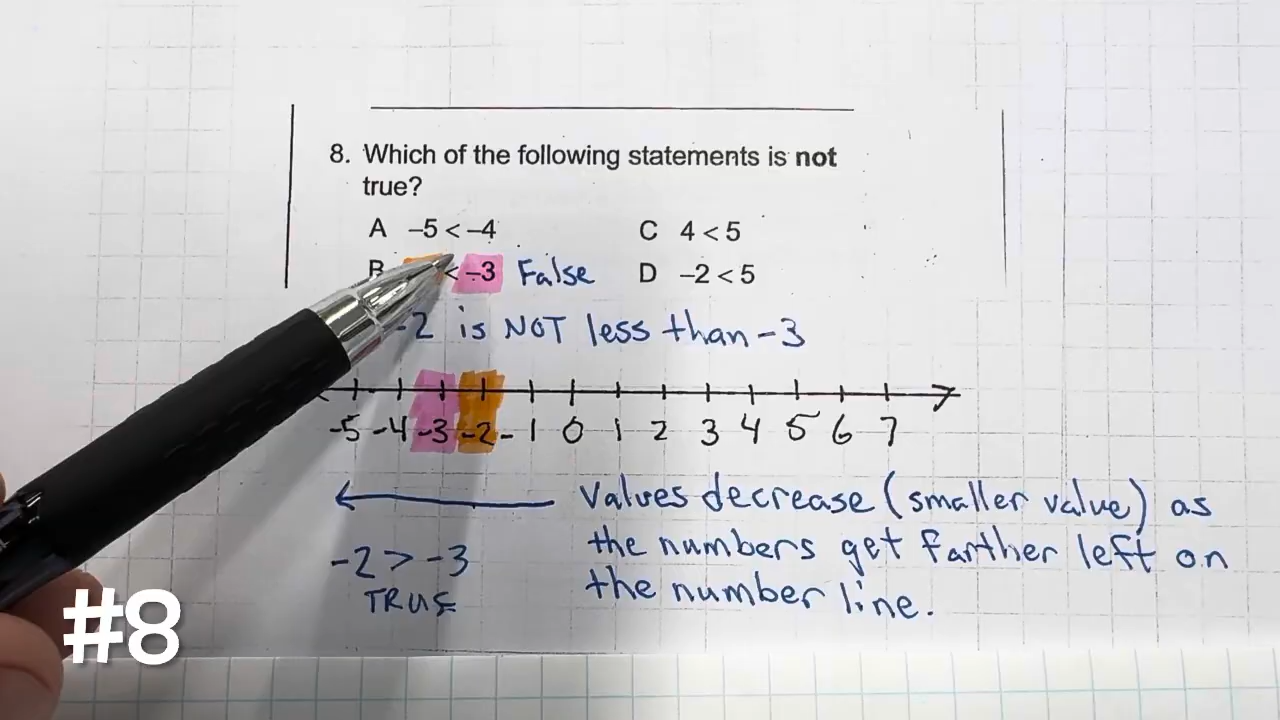 8. Which of the following statements is not
true?
A -5 < -4
C 4 < 5
B < -3 False
D -2 < 5
-2 is NOT less than -3
-5 -4 -3 -2 -1 0 1 2 3 4 5 6 7
Values decrease (smaller value) as
the numbers get farther left on
the number line.
-2 > -3
TRUE
#8